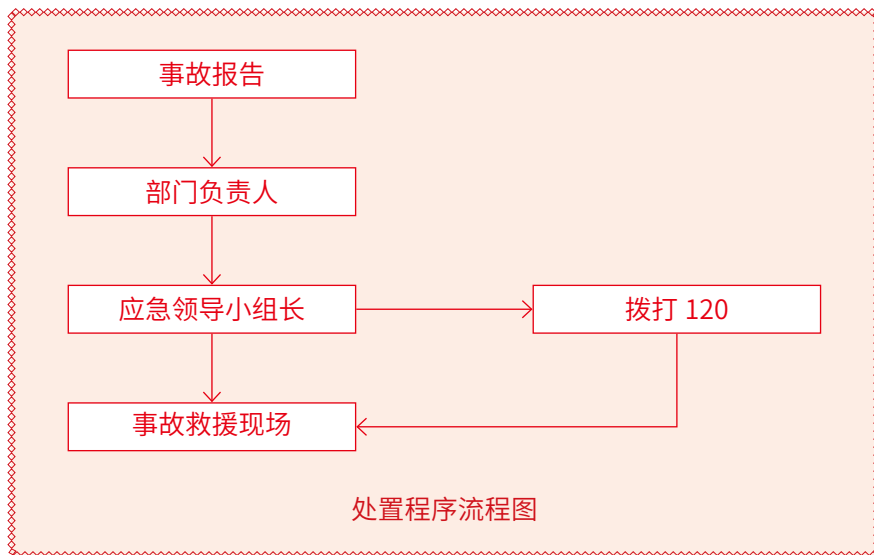 事故报告
部门负责人
应急领导小组长
拨打 120
事故救援现场
处置程序流程图